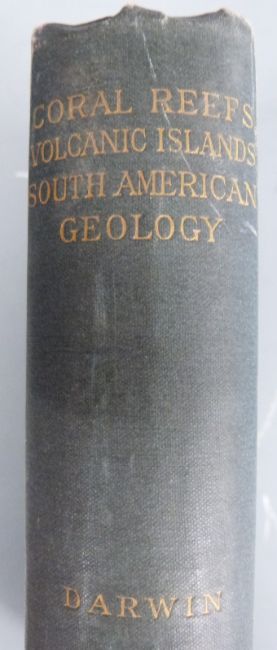 CORAL REEFS
VOLCANIC ISLANDS
SOUTH AMERICAN
GEOLOGY
DARWIN